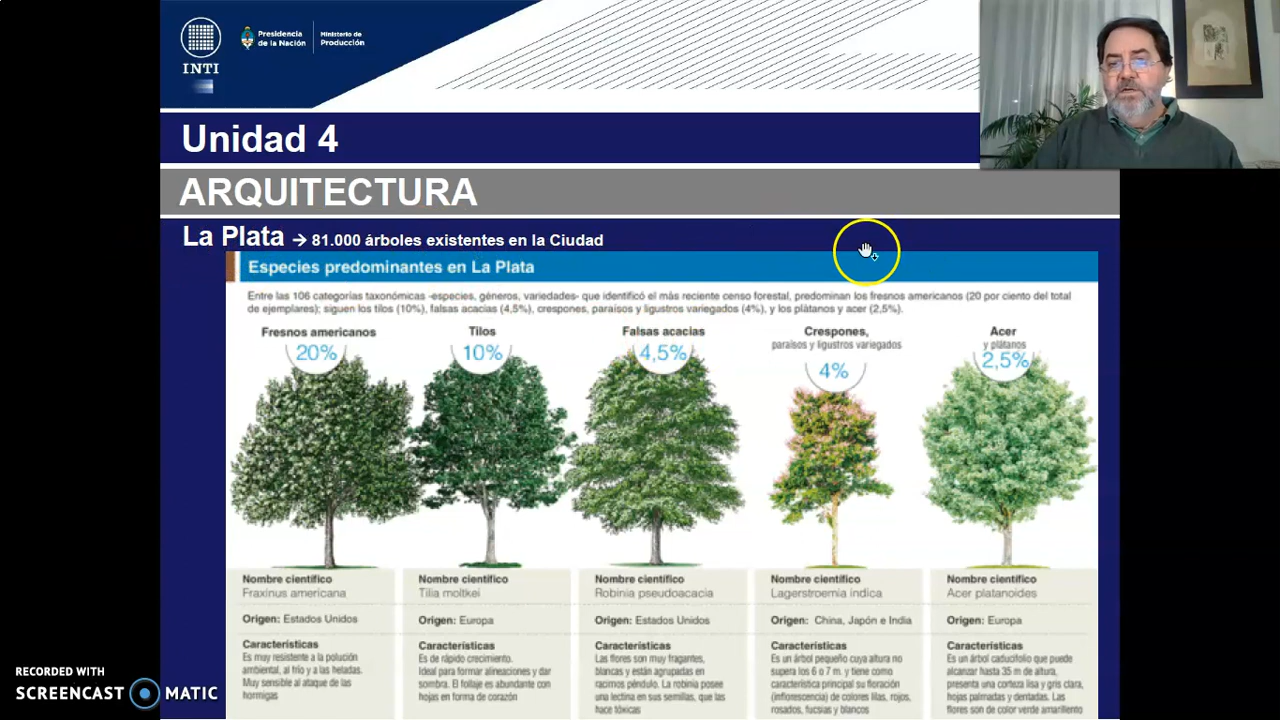 INTI
Presidencia
de la Nación
Ministerio de
Producción
Unidad 4
ARQUITECTURA
La Plata → 81.000 árboles existentes en la Ciudad
Especies predominantes en La Plata
Entre las 106 categorías taxonómicas -especies, géneros, variedades- que identificó el más reciente censo forestal, predominan los fresnos americanos (20 por ciento del total
de ejemplares); siguen los tilos (10%), falsas acacias (4,5%), crespones, paraísos y ligustros variegados (4%), y los plátanos y acer (2,5%).
Fresnos americanos
20%
Tilos
10%
Falsas acacias
4,5%
Crespones,
paraísos y ligustros variegados
4%
Acer
y plátanos
2,5%
Nombre científico
Fraxinus americana
Origen: Estados Unidos
Características
Es muy resistente a la polución
ambiental, al frío y a las heladas.
Muy sensible al ataque de las
hormigas
Nombre científico
Tilia moltkei
Origen: Europa
Características
Es de rápido crecimiento.
Ideal para formar alineaciones y dar
sombra. El follaje es abundante con
hojas en forma de corazón
Nombre científico
Robinia pseudoacacia
Origen: Estados Unidos
Características
Las flores son muy fragantes,
blancas y están agrupadas en
racimos péndulo. La robinia posee
una lectina en sus semillas, que las
hace tóxicas
Nombre científico
Lagerstroemia indica
Origen: China, Japón e India
Características
Es un árbol pequeño cuya altura no
supera los 6 o 7 m. y tiene como
característica principal su floración
(inflorescencia) de colores lilas, rojos,
rosados, fucsias y blancos
Nombre científico
Acer platanoides
Origen: Europa
Características
Es un árbol caducifolio que puede
alcanzar hasta 35 m de altura,
presenta una corteza lisa y gris clara,
hojas palmadas y dentadas. Las
flores son de color verde amarillento
RECORDED WITH
SCREENCAST MATIC